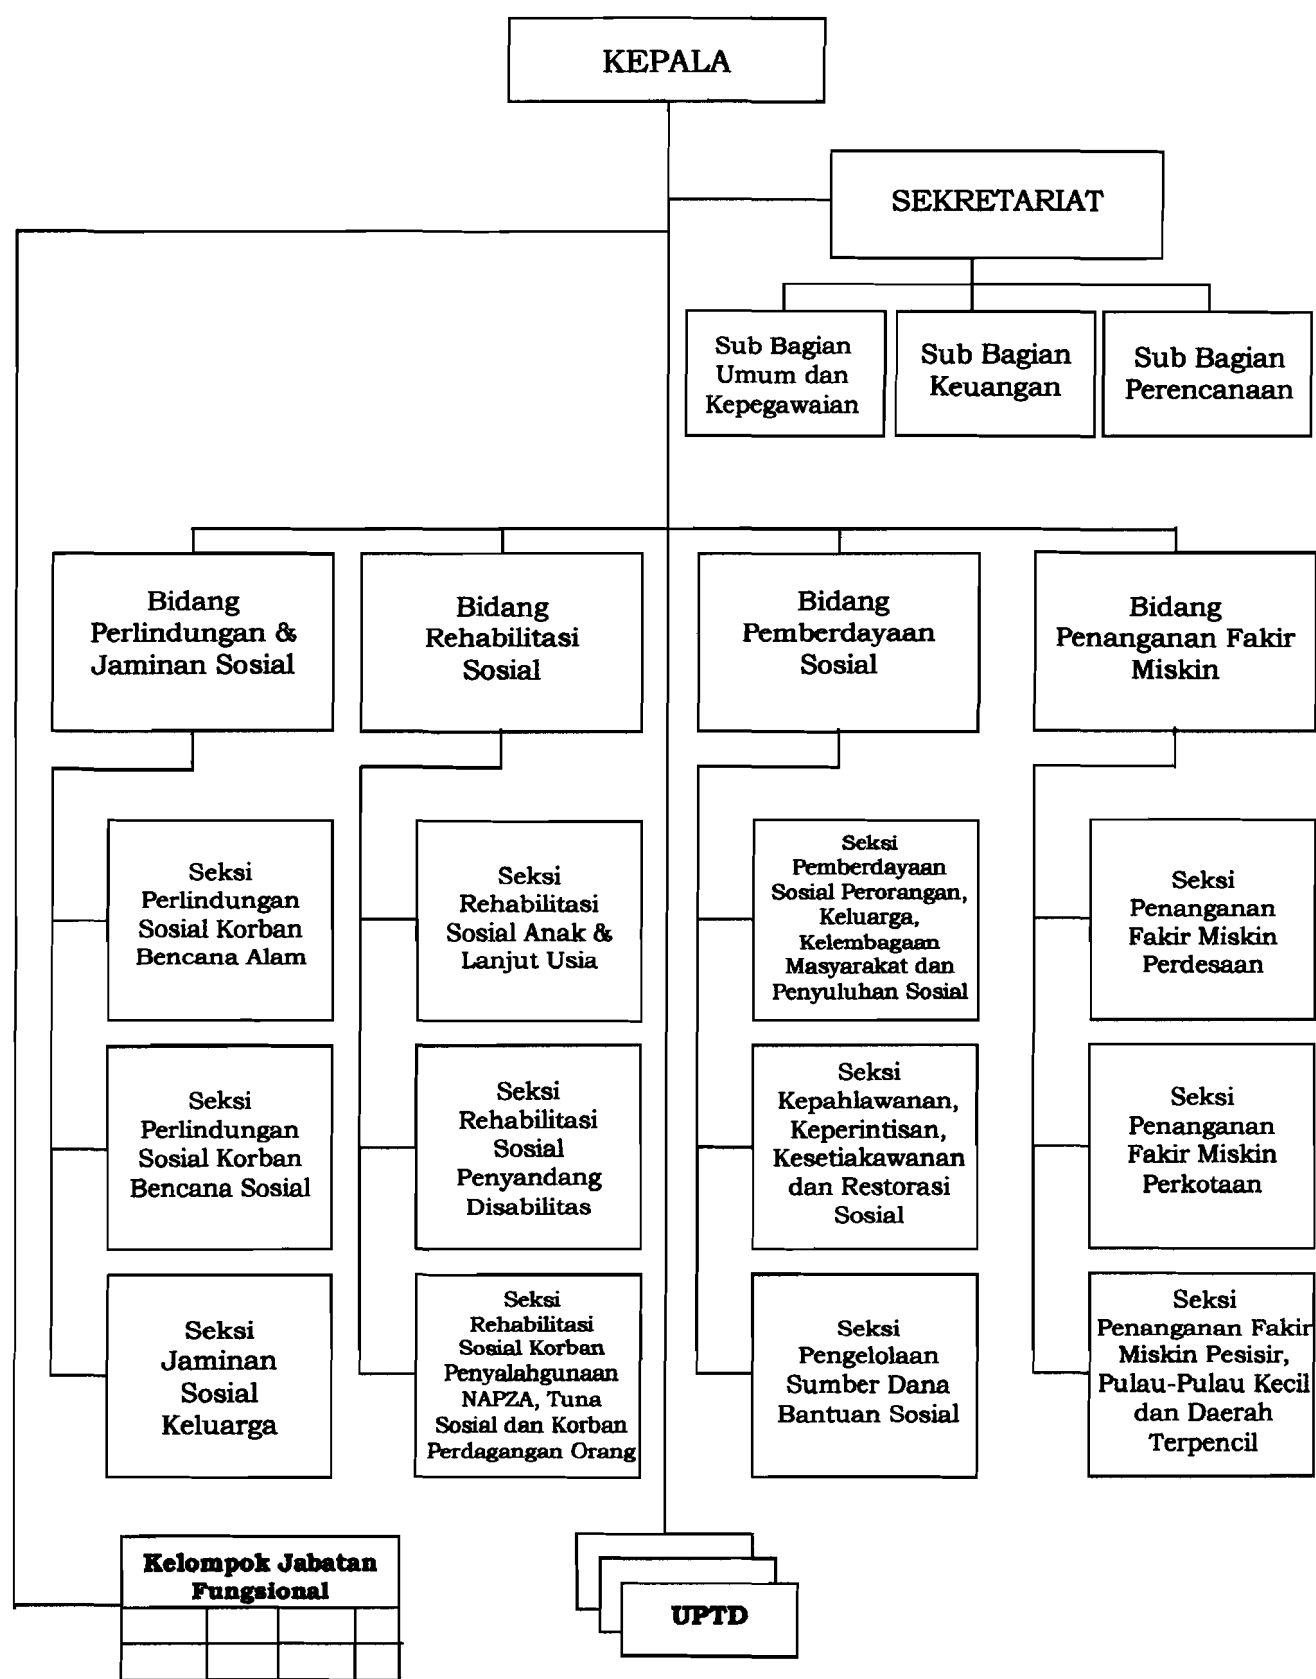 KEPALA
SEKRETARIAT
Sub Bagian
Umum dan
Kepegawaian
Sub Bagian
Keuangan
Sub Bagian
Perencanaan
Bidang
Perlindungan &
Jaminan Sosial
Bidang
Rehabilitasi
Sosial
Bidang
Pemberdayaan
Sosial
Bidang
Penanganan Fakir
Miskin
Seksi
Perlindungan
Sosial Korban
Bencana Alam
Seksi
Rehabilitasi
Sosial Anak &
Lanjut Usia
Seksi
Pemberdayaan
Sosial Perorangan,
Keluarga,
Kelembagaan
Masyarakat dan
Penyuluhan Sosial
Seksi
Penanganan
Fakir Miskin
Perdesaan
Seksi
Perlindungan
Sosial Korban
Bencana Sosial
Seksi
Rehabilitasi
Sosial
Penyandang
Disabilitas
Seksi
Kepahlawanan,
Keperintisan,
Kesetiakawanan
dan Restorasi
Sosial
Seksi
Penanganan
Fakir Miskin
Perkotaan
Seksi
Jaminan
Sosial
Keluarga
Seksi
Rehabilitasi
Sosial Korban
Penyalahgunaan
NAPZA, Tuna
Sosial dan Korban
Perdagangan Orang
Seksi
Pengelolaan
Sumber Dana
Bantuan Sosial
Seksi
Penanganan Fakir
Miskin Pesisir,
Pulau-Pulau Kecil
dan Daerah
Terpencil
Kelompok Jabatan
Fungsional
UPTD